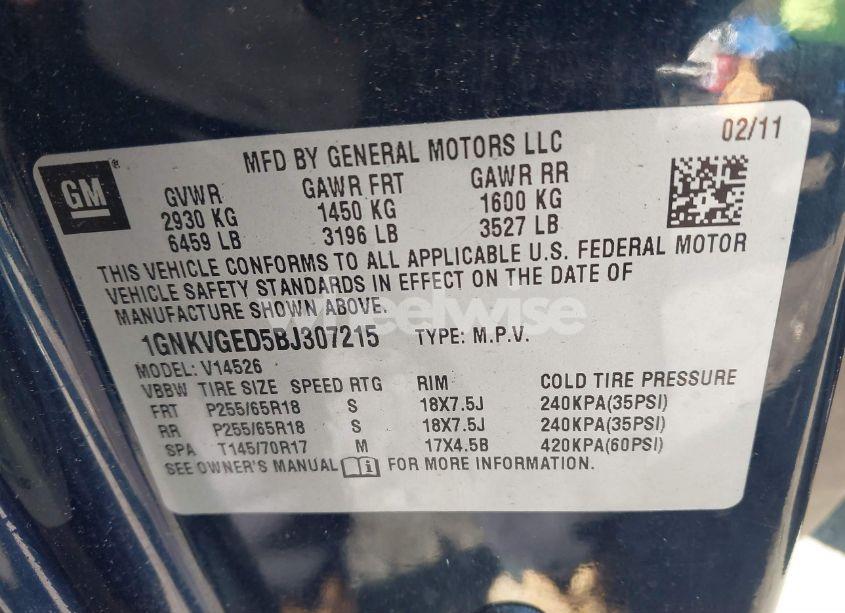 MFD BY GENERAL MOTORS LLC 02/11
GM
GVWR GAWR FRT GAWR RR
2930 KG 1450 KG 1600 KG
6459 LB 3196 LB 3527 LB
THIS VEHICLE CONFORMS TO ALL APPLICABLE U.S. FEDERAL MOTOR
VEHICLE SAFETY STANDARDS IN EFFECT ON THE DATE OF
MANUFACTURE SHOWN ABOVE.
wheelwise
1GNKVGED5BJ307215 TYPE: M.P.V.
MODEL: V14526
VBBW TIRE SIZE SPEED RTG RIM COLD TIRE PRESSURE
FRT P255/65R18 S 18X7.5J 240KPA(35PSI)
RR P255/65R18 S 18X7.5J 240KPA(35PSI)
SPA T145/70R17 M 17X4.5B 420KPA(60PSI)
SEE OWNER'S MANUAL FOR MORE INFORMATION.